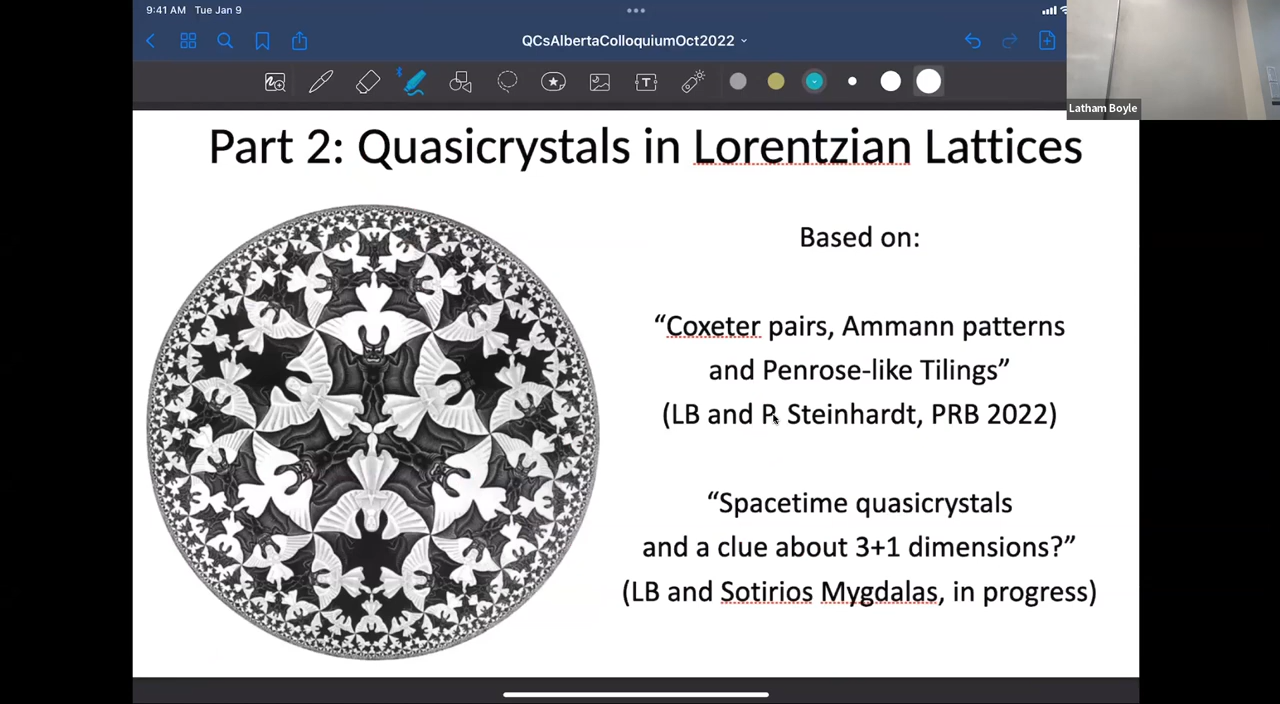 9:41 AM Tue Jan 9
QCsAlbertaColloquiumOct2022
T
Latham Boyle
Part 2: Quasicrystals in Lorentzian Lattices
Based on:
“Coxeter pairs, Ammann patterns
and Penrose-like Tilings”
(LB and P. Steinhardt, PRB 2022)
“Spacetime quasicrystals
and a clue about 3+1 dimensions?”
(LB and Sotirios Mygdalas, in progress)